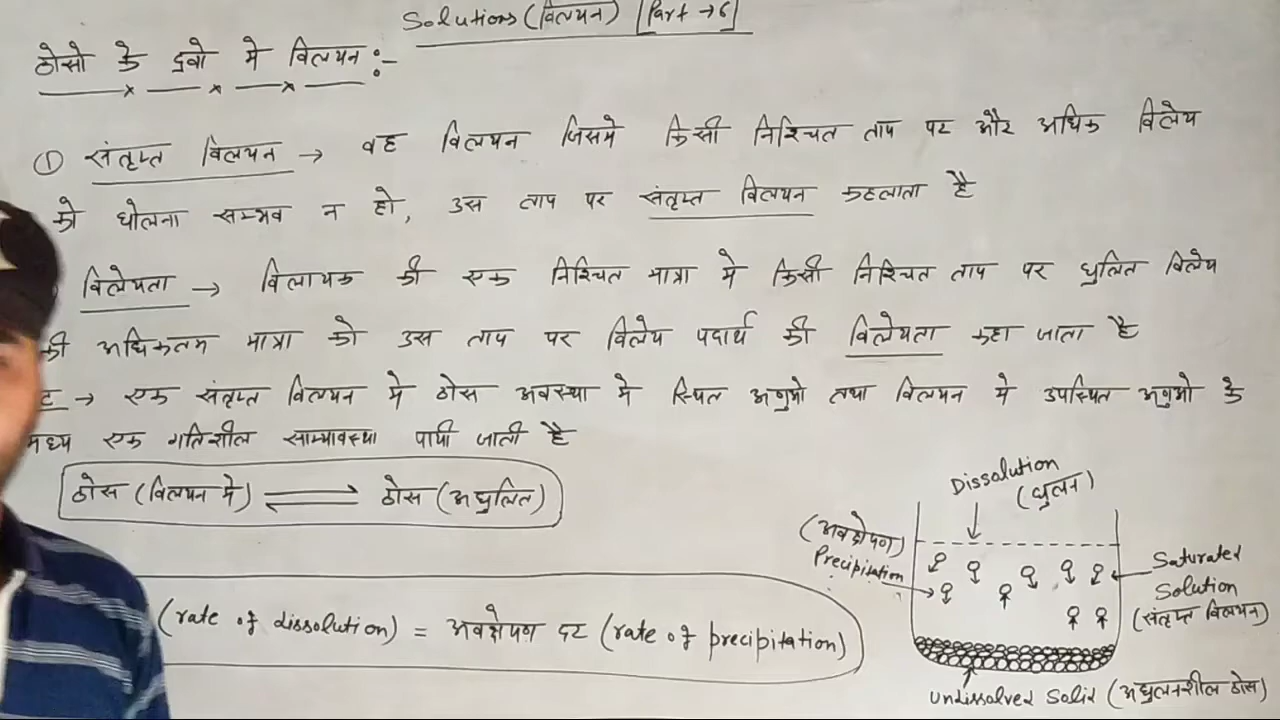 Solutions (विलयन) [Part → 6]
ठोसो के द्रवो मे विलयन :-
① संतृप्त विलयन → वह विलयन जिसमे किसी निश्चित ताप पर और अधिक विलेय
को घोलना सम्भव न हो, उस ताप पर संतृप्त विलयन कहलाता है
विलेयता → विलायक की एक निश्चित मात्रा मे किसी निश्चित ताप पर घुलित विलेय
की अधिकतम मात्रा को उस ताप पर विलेय पदार्थ की विलेयता कहा जाता है
→ एक संतृप्त विलयन मे ठोस अवस्था मे स्थित अणुओ तथा विलयन मे उपस्थित अणुओ के
मध्य एक गतिशील साम्यावस्था पायी जाती है
ठोस (विलयन मे) ⇌ ठोस (अघुलित)
(rate of dissolution) = अवक्षेपण दर (rate of precipitation)
Dissolution
(घुलन)
(अवक्षेपण)
Precipitation
Saturated
Solution
(संतृप्त विलयन)
Undissolved Solid (अघुलनशील ठोस)